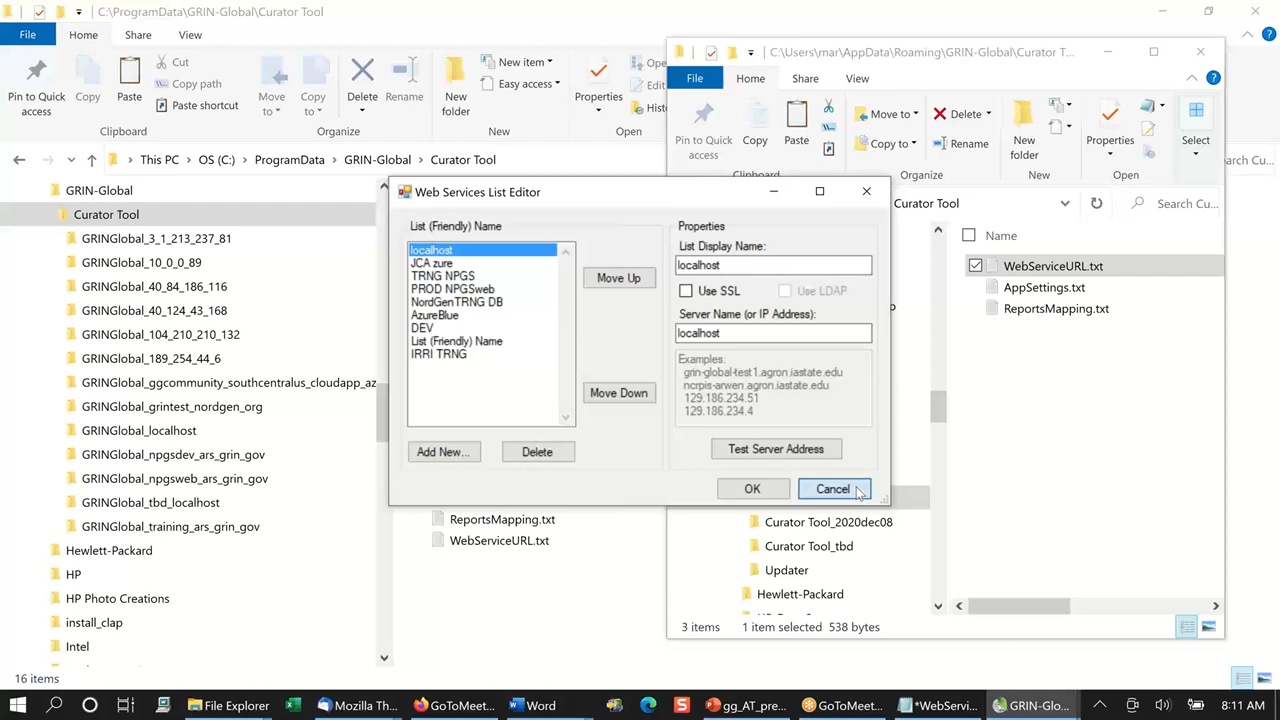 C:\ProgramData\GRIN-Global\Curator Tool
File
Home
Share
View
Pin to Quick access
Copy
Paste
Cut
Copy path
Paste shortcut
Clipboard
Move to
Copy to
Delete
Rename
Organize
New folder
New item
Easy access
New
Properties
Edit
Open
This PC
OS (C:)
ProgramData
GRIN-Global
Curator Tool
GRIN-Global
Curator Tool
GRINGlobal_3_1_213_237_81
GRINGlobal_10_0_0_89
GRINGlobal_40_84_186_116
GRINGlobal_40_124_43_168
GRINGlobal_104_210_210_132
GRINGlobal_189_254_44_6
GRINGlobal_ggcommunity_southcentralus_cloudapp_az
GRINGlobal_grintest_nordgen_org
GRINGlobal_localhost
GRINGlobal_npgsdev_ars_grin_gov
GRINGlobal_npgsweb_ars_grin_gov
GRINGlobal_tbd_localhost
GRINGlobal_training_ars_grin_gov
Hewlett-Packard
HP
HP Photo Creations
install_clap
Intel
ReportsMapping.txt
WebServiceURL.txt
16 items
C:\Users\mar\AppData\Roaming\GRIN-Global\Curator T...
File
Home
Share
View
Pin to Quick access
Copy
Paste
Clipboard
Move to
Copy to
Delete
Rename
Organize
New folder
New
Properties
Open
Select
Curator Tool
Search Cu...
Name
WebServiceURL.txt
AppSettings.txt
ReportsMapping.txt
Curator Tool_2020dec08
Curator Tool_tbd
Updater
Hewlett-Packard
3 items
1 item selected 538 bytes
Web Services List Editor
List (Friendly) Name
localhost
JCA zure
TRNG NPGS
PROD NPGSweb
NordGenTRNG DB
AzureBlue
DEV
List (Friendly) Name
IRRI TRNG
Move Up
Move Down
Add New...
Delete
Properties
List Display Name:
localhost
Use SSL
Use LDAP
Server Name (or IP Address):
localhost
Examples:
grin-global-test1.agron.iastate.edu
ncrpis-arwen.agron.iastate.edu
129.186.234.51
129.186.234.4
Test Server Address
OK
Cancel
File Explorer
Mozilla Th...
GoToMee...
Word
gg_AT_pre...
GoToMee...
*WebServi...
GRIN-Glo...
8:11 AM